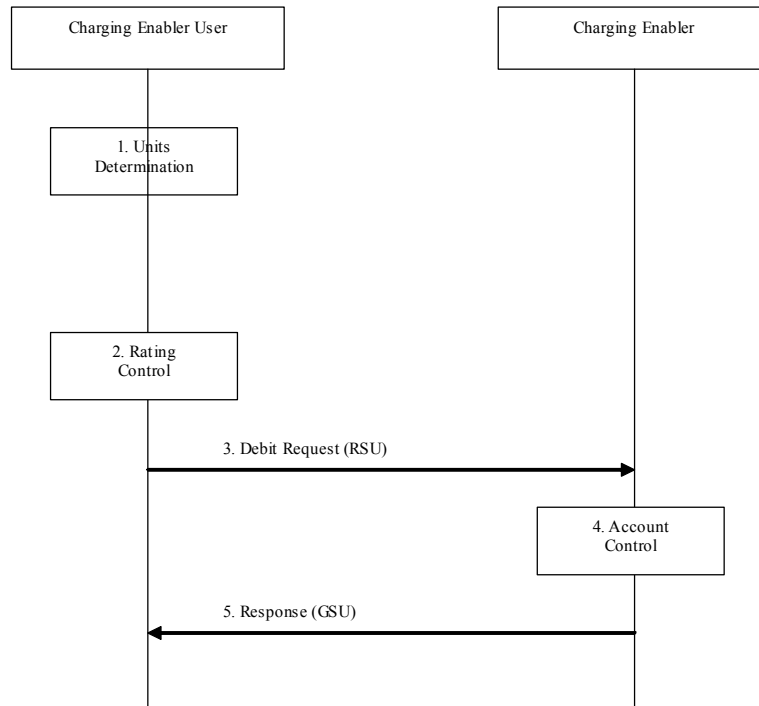 Charging Enabler User
Charging Enabler
1. Units
Determination
2. Rating
Control
3. Debit Request (RSU)
4. Account
Control
5. Response (GSU)